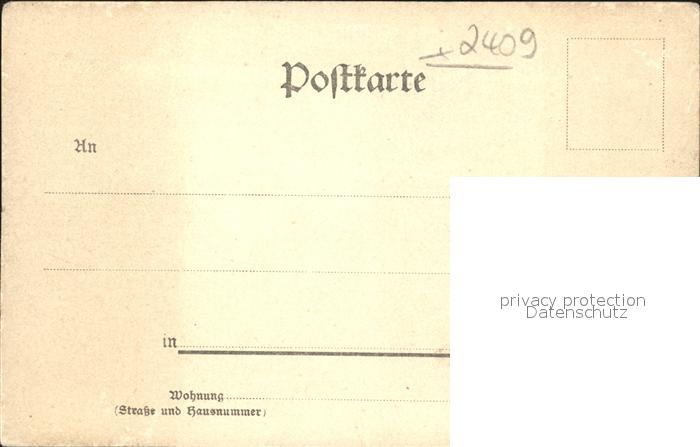 2409
Postkarte
An
privacy protection
Datenschutz
in
Wohnung
(Straße und Hausnummer)